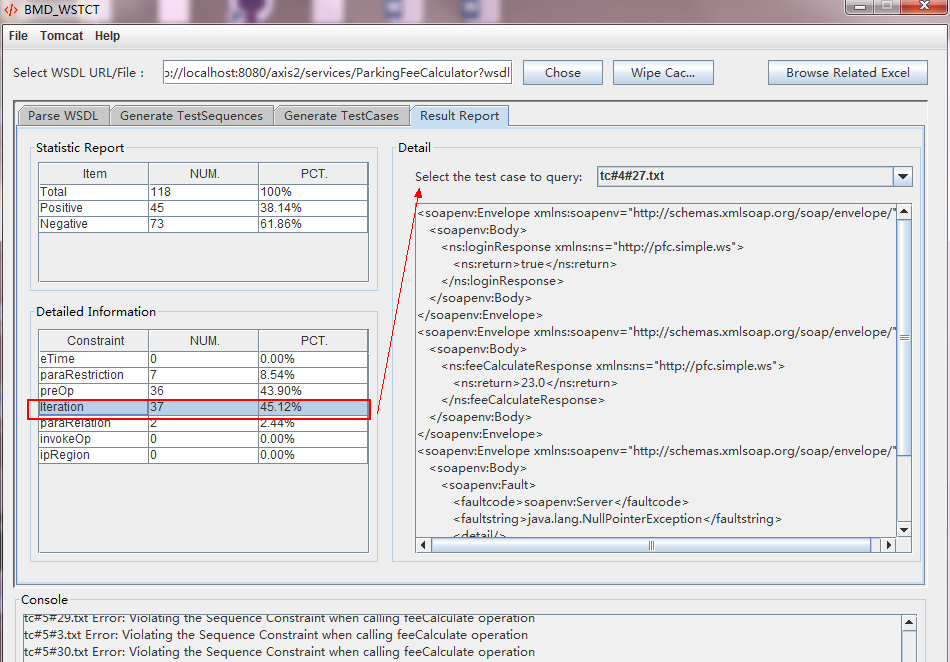 BMD_WSTCT
File Tomcat Help
Select WSDL URL/File : ://localhost:8080/axis2/services/ParkingFeeCalculator?wsdl Chose Wipe Cac... Browse Related Excel
Parse WSDL Generate TestSequences Generate TestCases Result Report
Statistic Report
Item NUM. PCT.
Total 118 100%
Positive 45 38.14%
Negative 73 61.86%
Detailed Information
Constraint NUM. PCT.
eTime 0 0.00%
paraRestriction 7 8.54%
preOp 36 43.90%
Iteration 37 45.12%
paraRelation 2 2.44%
invokeOp 0 0.00%
ipRegion 0 0.00%
Detail
Select the test case to query: tc#4#27.txt
<soapenv:Envelope xmlns:soapenv="http://schemas.xmlsoap.org/soap/envelope/"
<soapenv:Body>
<ns:loginResponse xmlns:ns="http://pfc.simple.ws">
<ns:return>true</ns:return>
</ns:loginResponse>
</soapenv:Body>
</soapenv:Envelope>
<soapenv:Envelope xmlns:soapenv="http://schemas.xmlsoap.org/soap/envelope/"
<soapenv:Body>
<ns:feeCalculateResponse xmlns:ns="http://pfc.simple.ws">
<ns:return>23.0</ns:return>
</ns:feeCalculateResponse>
</soapenv:Body>
</soapenv:Envelope>
<soapenv:Envelope xmlns:soapenv="http://schemas.xmlsoap.org/soap/envelope/"
<soapenv:Body>
<soapenv:Fault>
<faultcode>soapenv:Server</faultcode>
<faultstring>java.lang.NullPointerException</faultstring>
<detail/>
Console
tc#5#29.txt Error: Violating the Sequence Constraint when calling feeCalculate operation
tc#5#3.txt Error: Violating the Sequence Constraint when calling feeCalculate operation
tc#5#30.txt Error: Violating the Sequence Constraint when calling feeCalculate operation